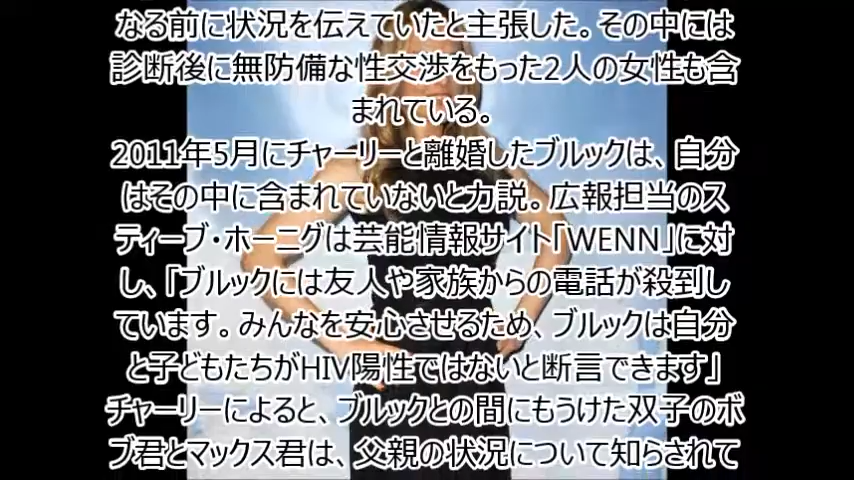 なる前に状況を伝えていたと主張した。その中には
診断後に無防備な性交渉をもった2人の女性も含
まれている。
2011年5月にチャーリーと離婚したブルックは、自分
はその中に含まれていないと力説。広報担当のス
ティーブ・ホーニグは芸能情報サイト「WENN」に対
し、「ブルックには友人や家族からの電話が殺到し
ています。みんなを安心させるため、ブルックは自分
と子どもたちがHIV陽性ではないと断言できます」
チャーリーによると、ブルックとの間にもうけた双子のボ
ブ君とマックス君は、父親の状況について知らされて